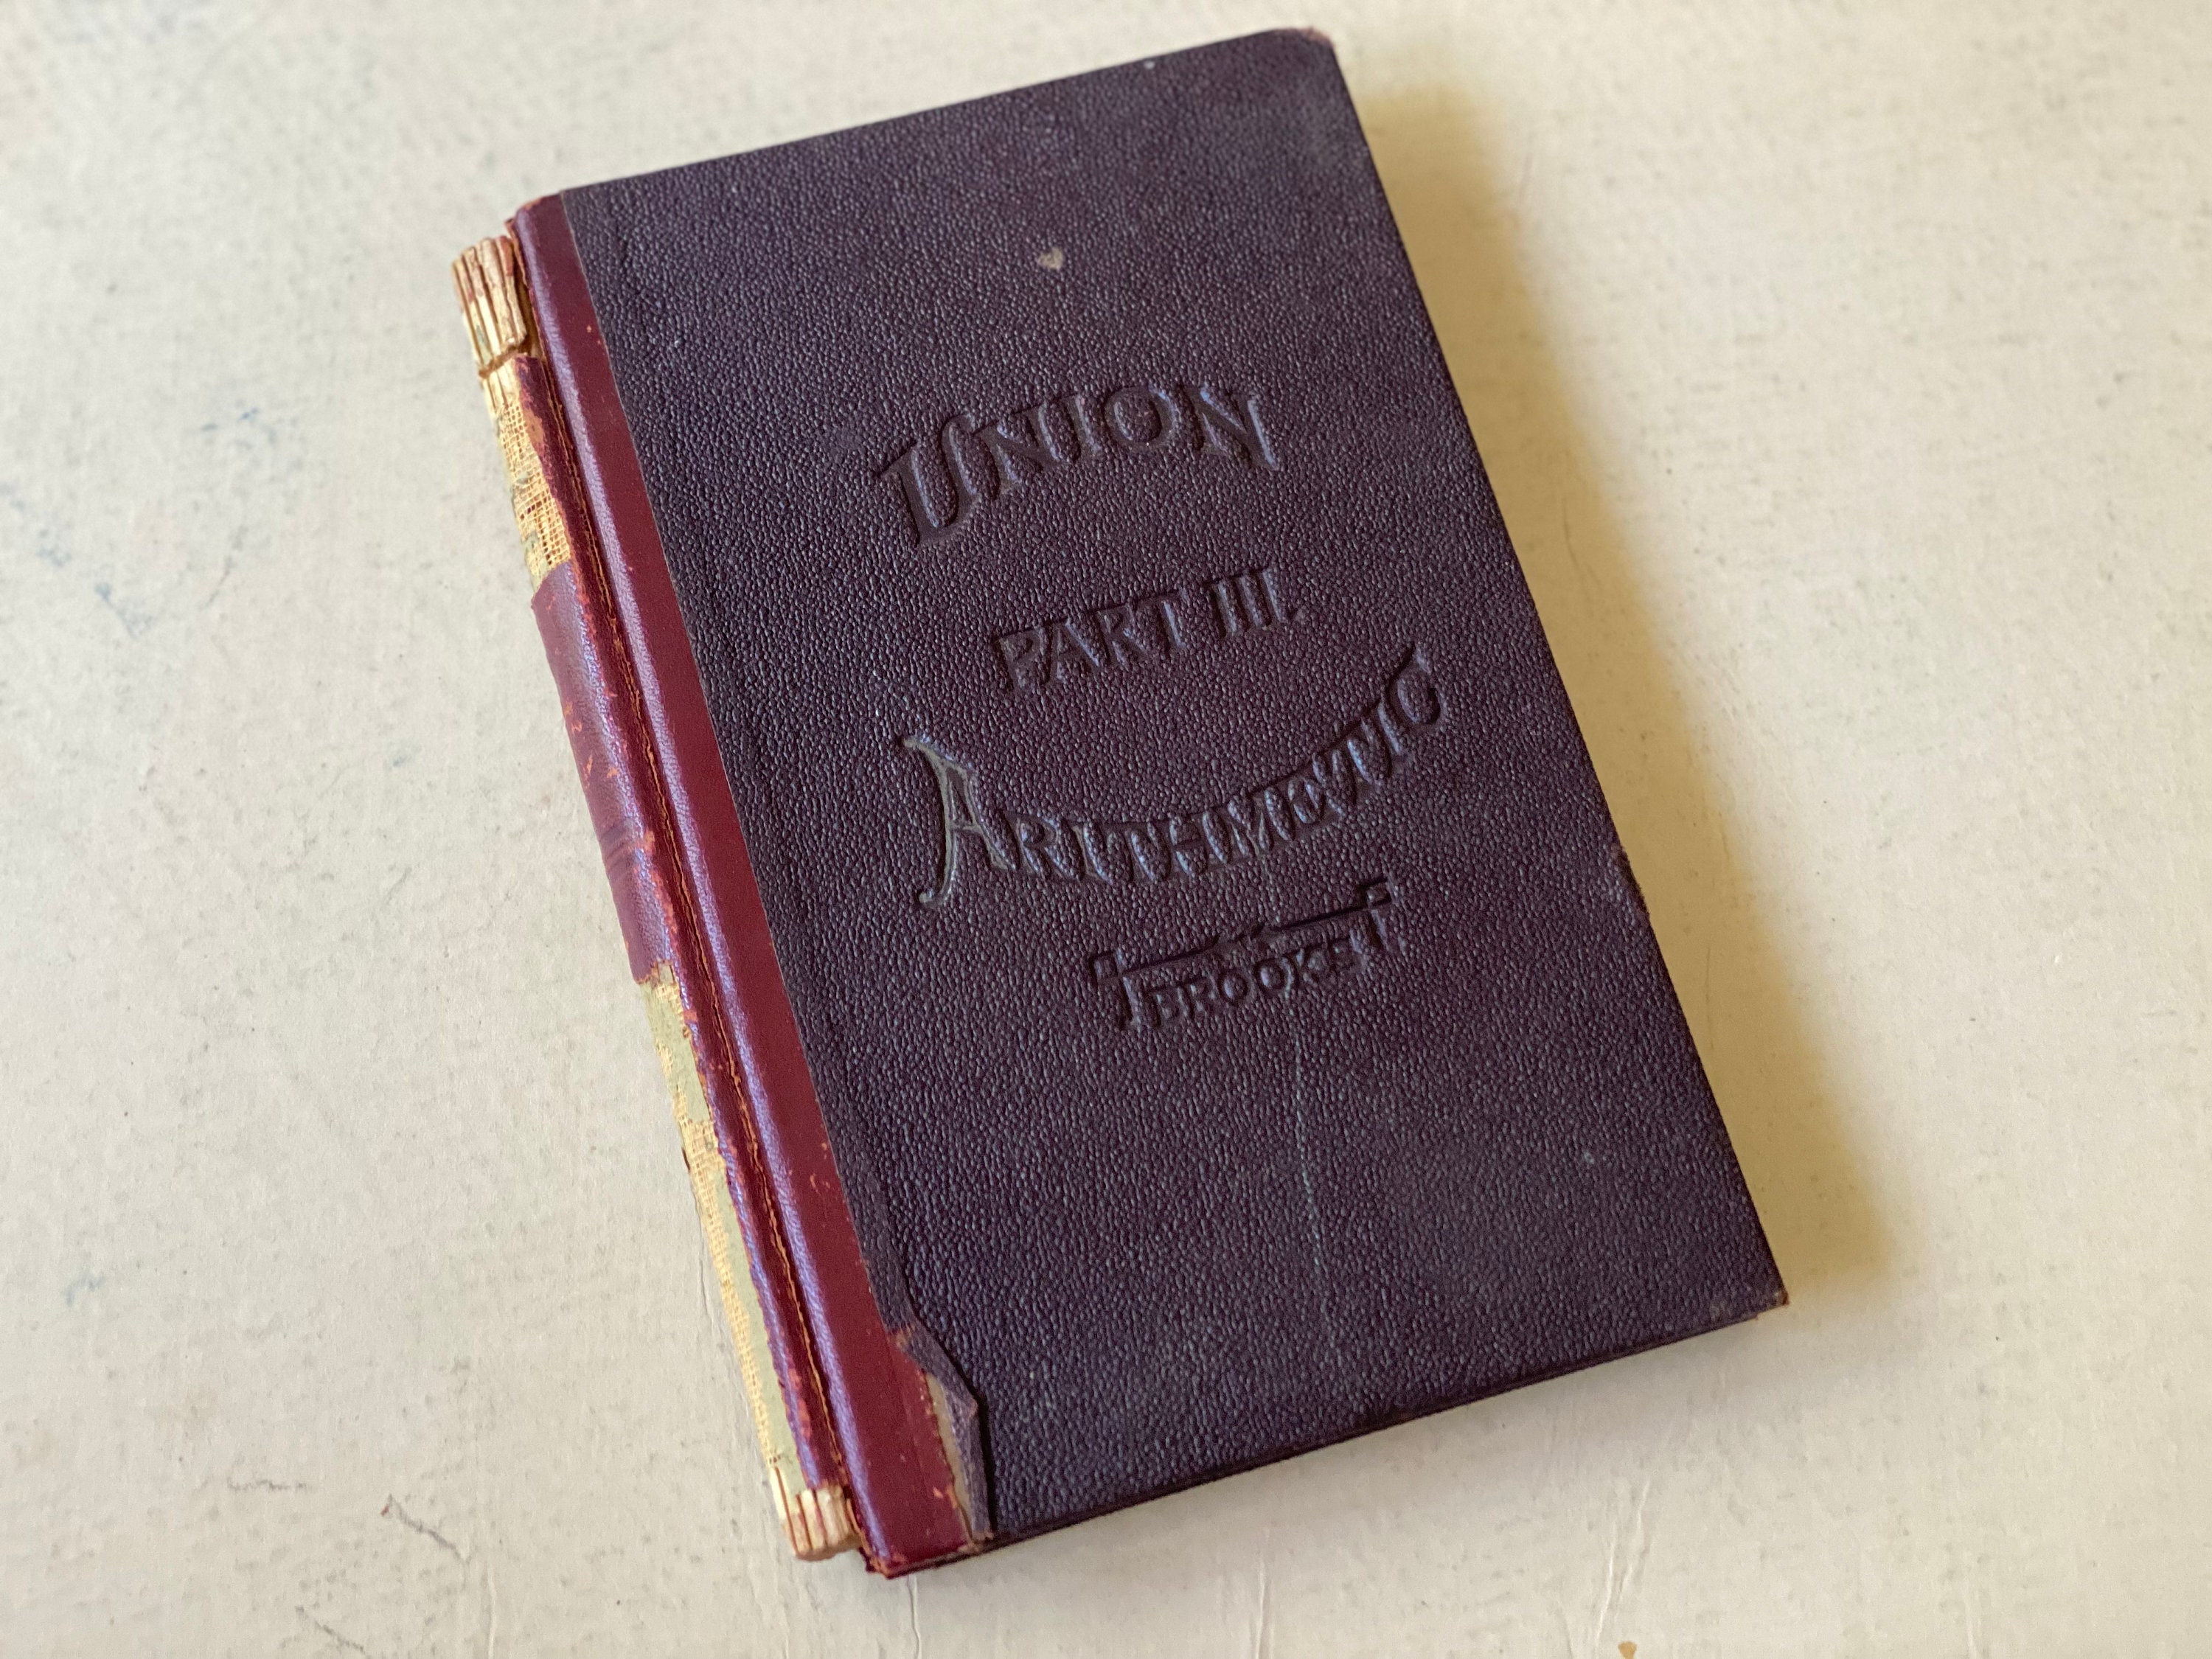 UNION
PART III.
ARITHMETIC
BROOKS